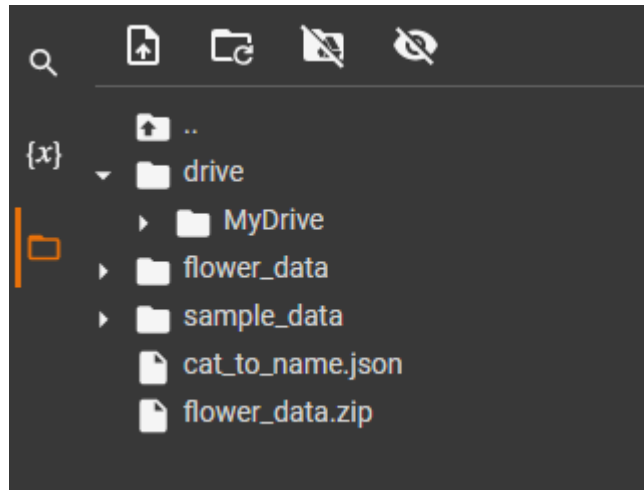 {x}
..
drive
MyDrive
flower_data
sample_data
cat_to_name.json
flower_data.zip